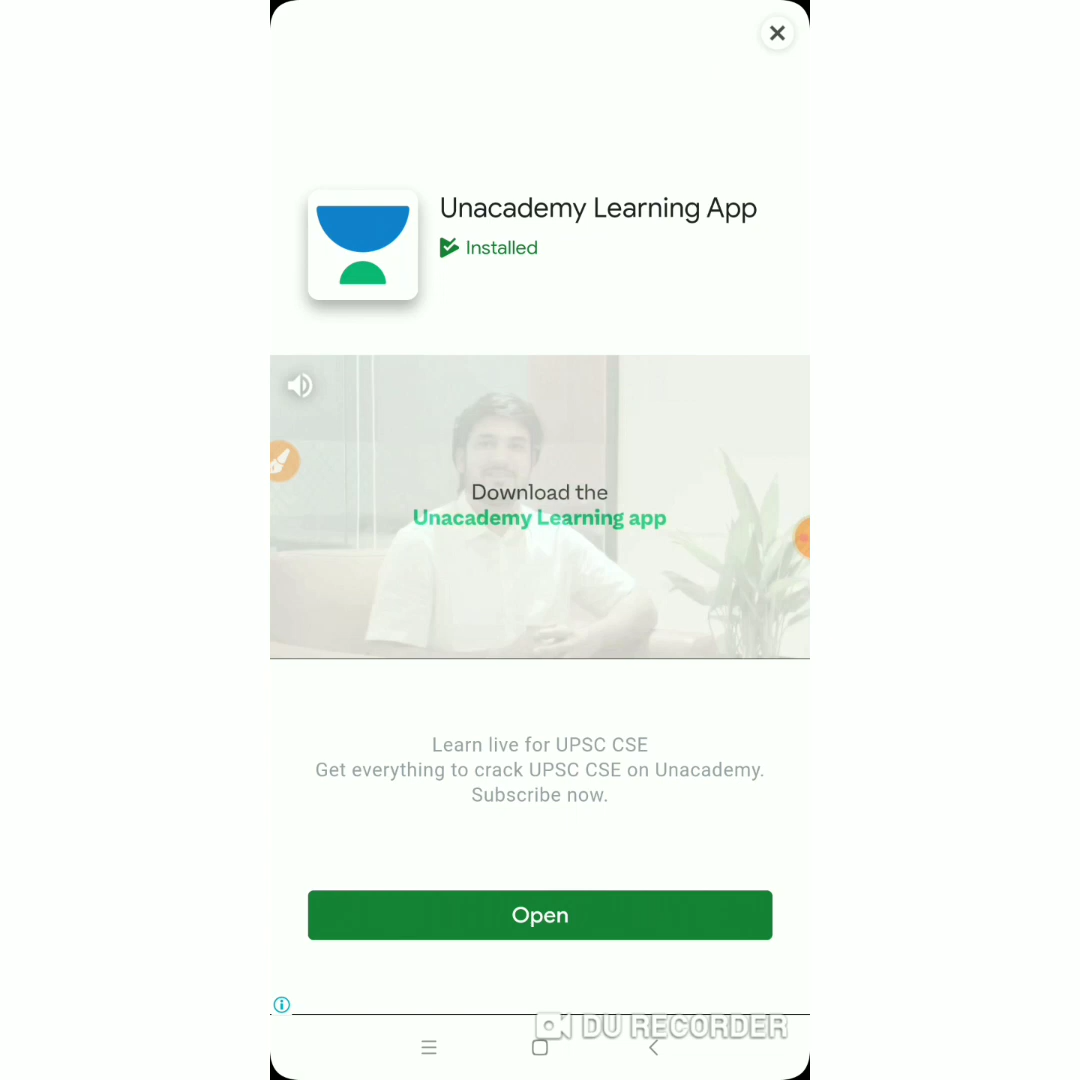 Unacademy Learning App
Installed
Download the
Unacademy Learning app
Learn live for UPSC CSE
Get everything to crack UPSC CSE on Unacademy.
Subscribe now.
Open
DU RECORDER